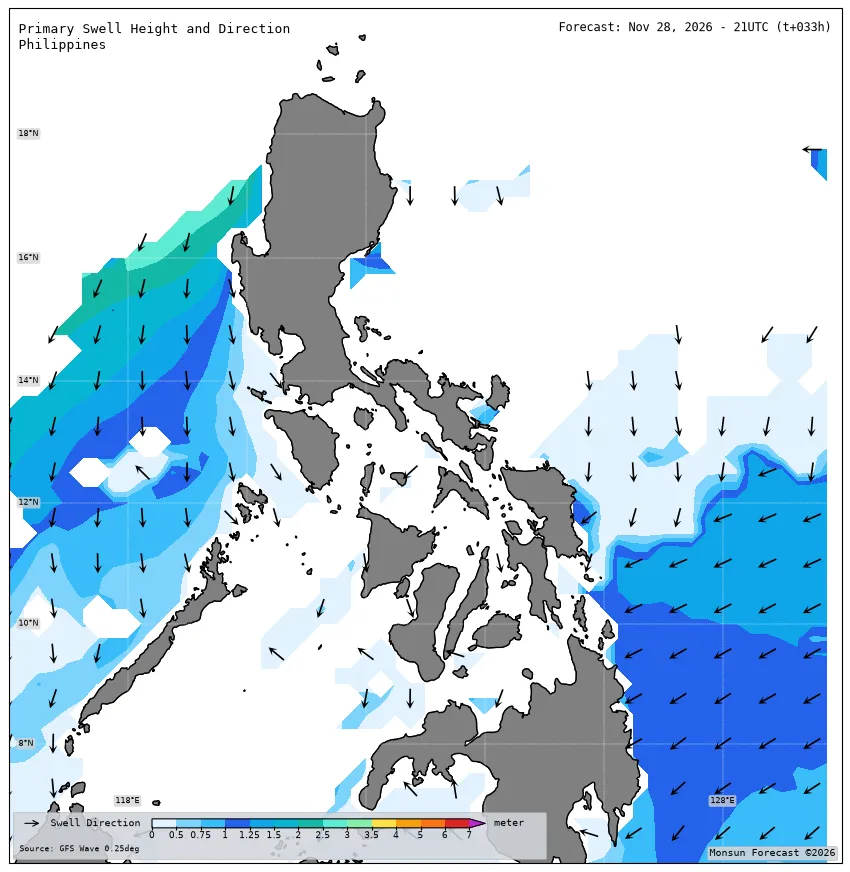 Primary Swell Height and Direction
Philippines
Forecast: Nov 28, 2026 - 21UTC (t+033h)
18°N
16°N
14°N
12°N
10°N
8°N
118°E
128°E
Swell Direction
0 0.5 0.75 1 1.25 1.5 2 2.5 3 3.5 4 5 6 7
meter
Source: GFS Wave 0.25deg
Monsun Forecast ©2026